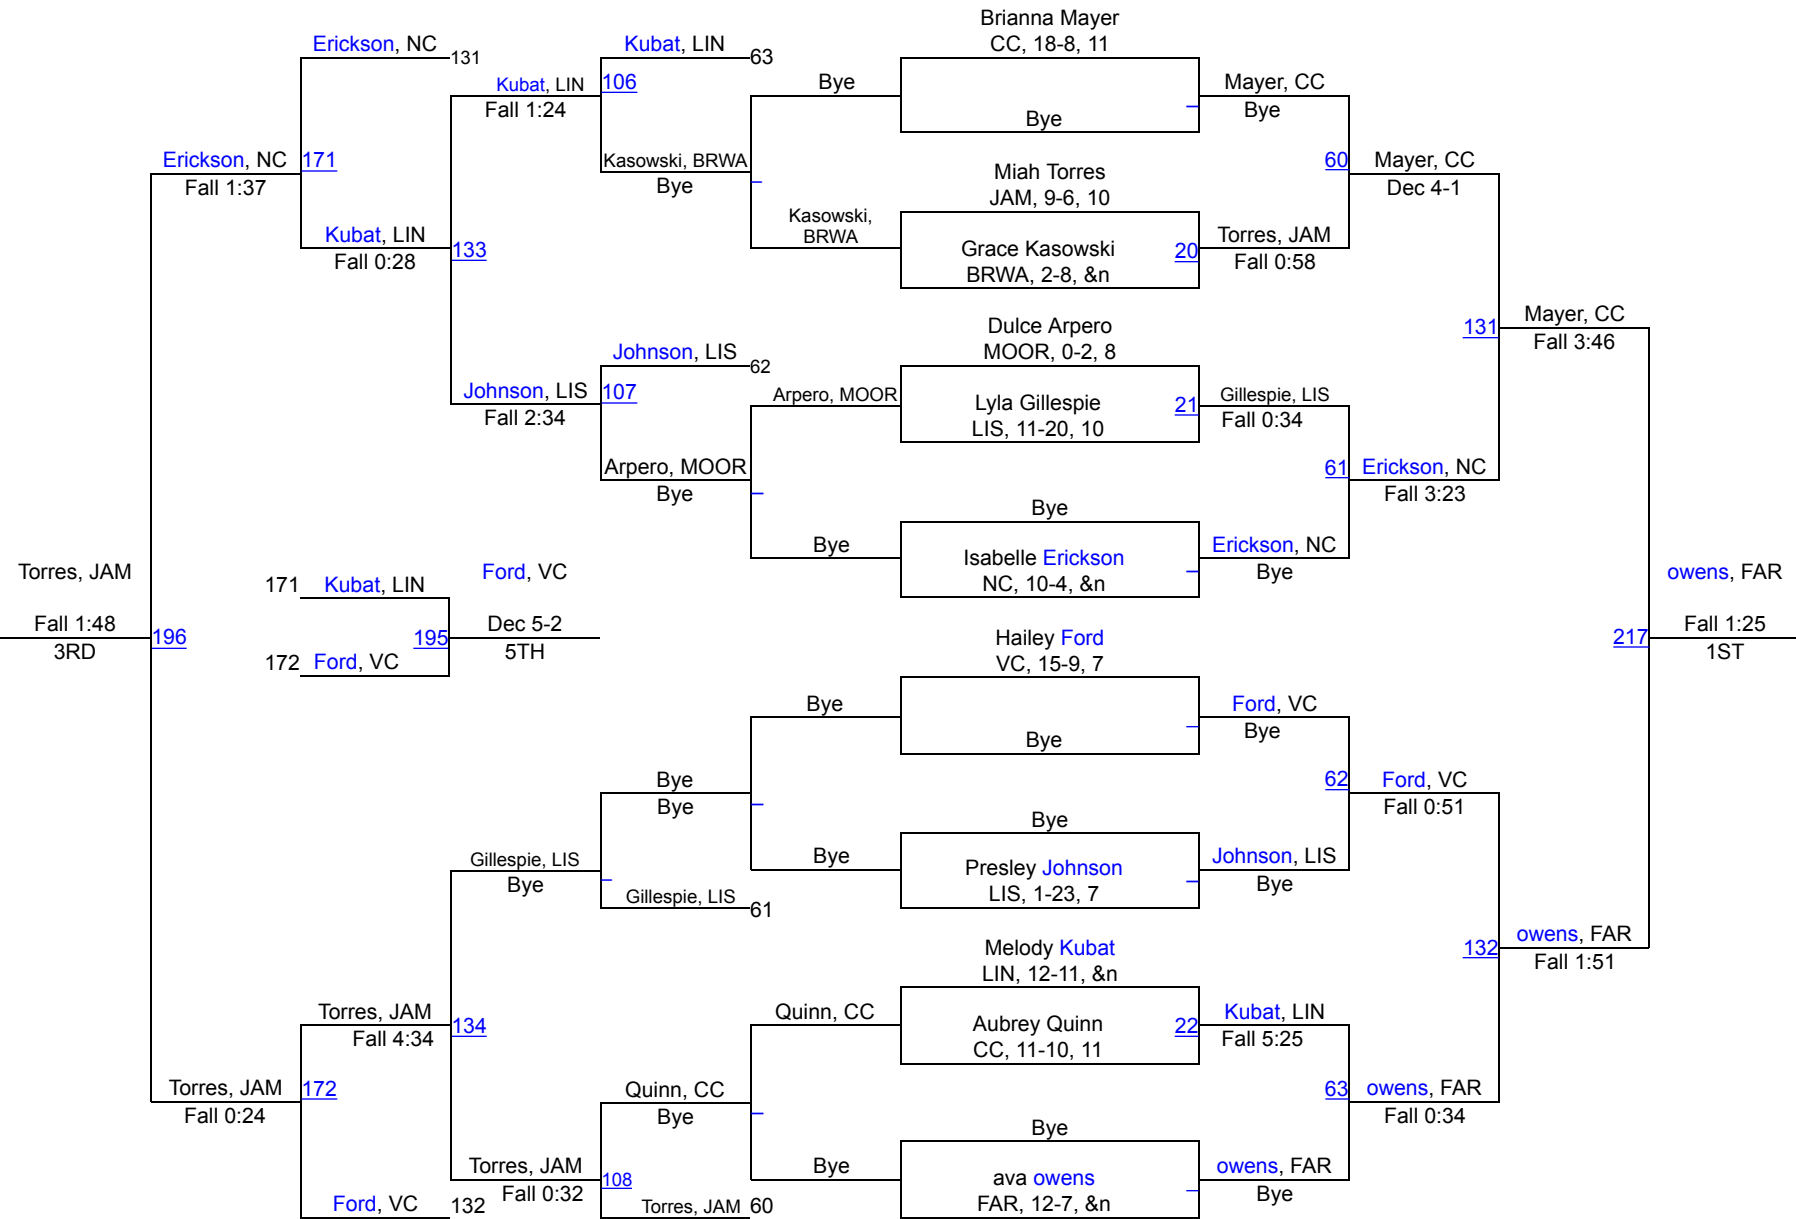 Erickson, NC
131
Kubat, LIN
63
Brianna Mayer
CC, 18-8, 11
Kubat, LIN
106
Fall 1:24
Bye
Bye
Mayer, CC
Bye
Erickson, NC
171
Fall 1:37
Kasowski, BRWA
Bye
Miah Torres
JAM, 9-6, 10
60
Mayer, CC
Dec 4-1
Kubat, LIN
133
Fall 0:28
Kasowski,
BRWA
Grace Kasowski
BRWA, 2-8, &n
20
Torres, JAM
Fall 0:58
Dulce Arpero
MOOR, 0-2, 8
131
Mayer, CC
Fall 3:46
Johnson, LIS
62
Johnson, LIS
107
Fall 2:34
Arpero, MOOR
Lyla Gillespie
LIS, 11-20, 10
21
Gillespie, LIS
Fall 0:34
Arpero, MOOR
Bye
61
Erickson, NC
Fall 3:23
Bye
Bye
Isabelle Erickson
NC, 10-4, &n
Erickson, NC
Bye
Torres, JAM
Fall 1:48
3RD
196
171
Kubat, LIN
172
Ford, VC
195
Ford, VC
Dec 5-2
5TH
owens, FAR
217
Fall 1:25
1ST
Hailey Ford
VC, 15-9, 7
Bye
Bye
Ford, VC
Bye
Bye
Bye
62
Ford, VC
Fall 0:51
Bye
Gillespie, LIS
Bye
Bye
Presley Johnson
LIS, 1-23, 7
Johnson, LIS
Bye
Gillespie, LIS
61
Melody Kubat
LIN, 12-11, &n
132
owens, FAR
Fall 1:51
Torres, JAM
134
Fall 4:34
Quinn, CC
Aubrey Quinn
CC, 11-10, 11
22
Kubat, LIN
Fall 5:25
Torres, JAM
172
Fall 0:24
Quinn, CC
Bye
63
owens, FAR
Fall 0:34
Bye
Torres, JAM
108
Fall 0:32
Bye
ava owens
FAR, 12-7, &n
owens, FAR
Bye
Ford, VC
132
Torres, JAM
60